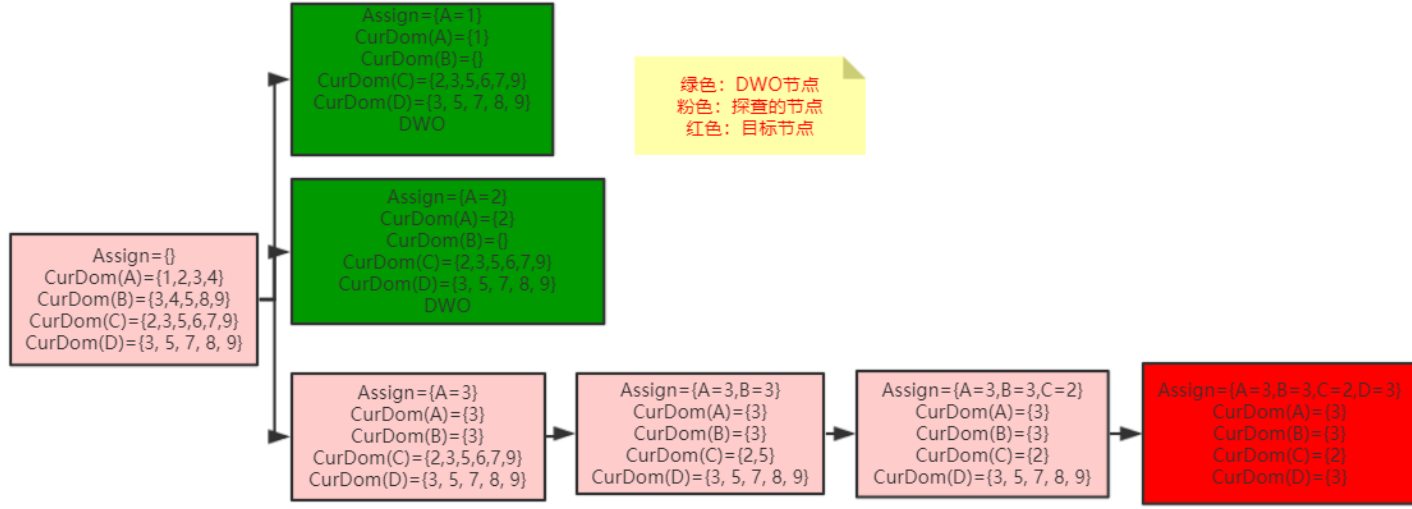 Assign={A=1}
CurDom(A)={1}
CurDom(B)={}
CurDom(C)={2,3,5,6,7,9}
CurDom(D)={3, 5, 7, 8, 9}
DWO
绿色：DWO节点
粉色：探查的节点
红色：目标节点
Assign={A=2}
CurDom(A)={2}
CurDom(B)={}
CurDom(C)={2,3,5,6,7,9}
CurDom(D)={3, 5, 7, 8, 9}
DWO
Assign={}
CurDom(A)={1,2,3,4}
CurDom(B)={3,4,5,8,9}
CurDom(C)={2,3,5,6,7,9}
CurDom(D)={3, 5, 7, 8, 9}
Assign={A=3}
CurDom(A)={3}
CurDom(B)={3}
CurDom(C)={2,3,5,6,7,9}
CurDom(D)={3, 5, 7, 8, 9}
Assign={A=3,B=3}
CurDom(A)={3}
CurDom(B)={3}
CurDom(C)={2,5}
CurDom(D)={3, 5, 7, 8, 9}
Assign={A=3,B=3,C=2}
CurDom(A)={3}
CurDom(B)={3}
CurDom(C)={2}
CurDom(D)={3, 5, 7, 8, 9}
Assign={A=3,B=3,C=2,D=3}
CurDom(A)={3}
CurDom(B)={3}
CurDom(C)={2}
CurDom(D)={3}